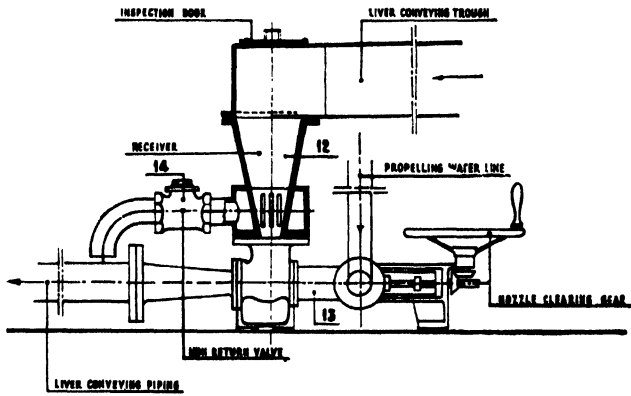 INSPECTION DOOR
LIVER CONVEYING TROUGH
RECEIVER
12
14
PROPELLING WATER LINE
NOZZLE CLEARING GEAR
13
NON RETURN VALVE
LIVER CONVEYING PIPING